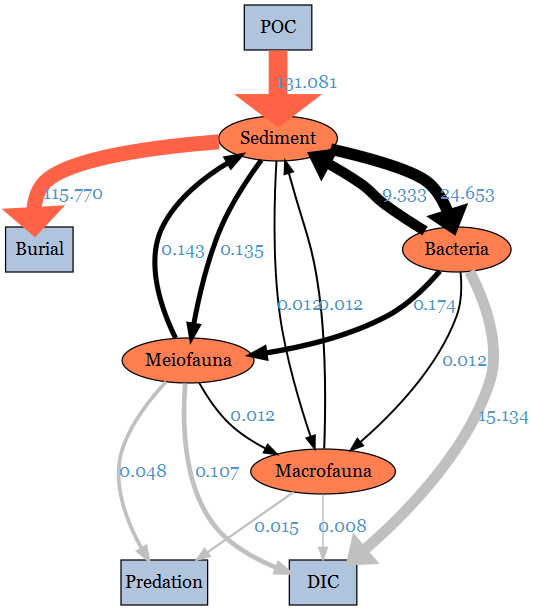 POC
131.081
Sediment
115.770
9.333
24.653
Burial
0.143
0.135
Bacteria
0.012
0.012
0.174
Meiofauna
0.012
0.012
15.134
Macrofauna
0.048
0.107
0.015
0.008
Predation
DIC